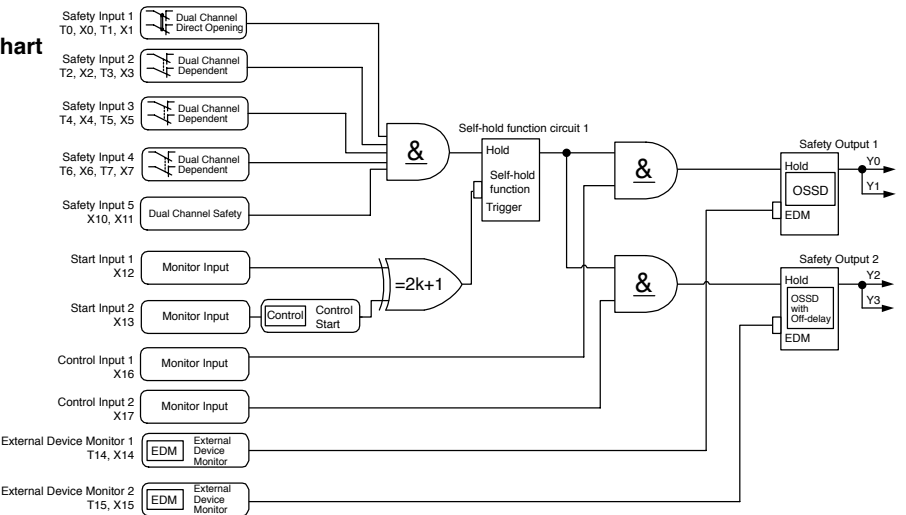 hart
Safety Input 1
T0, X0, T1, X1
Dual Channel
Direct Opening
Safety Input 2
T2, X2, T3, X3
Dual Channel
Dependent
Safety Input 3
T4, X4, T5, X5
Dual Channel
Dependent
Safety Input 4
T6, X6, T7, X7
Dual Channel
Dependent
Safety Input 5
X10, X11
Dual Channel Safety
Start Input 1
X12
Monitor Input
Start Input 2
X13
Monitor Input
Control
Control
Start
Control Input 1
X16
Monitor Input
Control Input 2
X17
Monitor Input
External Device Monitor 1
T14, X14
EDM
External
Device
Monitor
External Device Monitor 2
T15, X15
EDM
External
Device
Monitor
&
=2k+1
Self-hold function circuit 1
Hold
Self-hold
function
Trigger
&
&
Safety Output 1
Hold
OSSD
EDM
Y0
Y1
Safety Output 2
Hold
OSSD
with
Off-delay
EDM
Y2
Y3